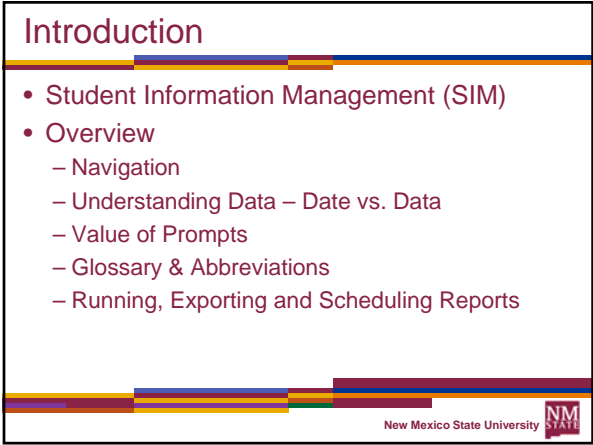 Introduction
• Student Information Management (SIM)
• Overview
– Navigation
– Understanding Data – Date vs. Data
– Value of Prompts
– Glossary & Abbreviations
– Running, Exporting and Scheduling Reports
New Mexico State University
NM
STATE